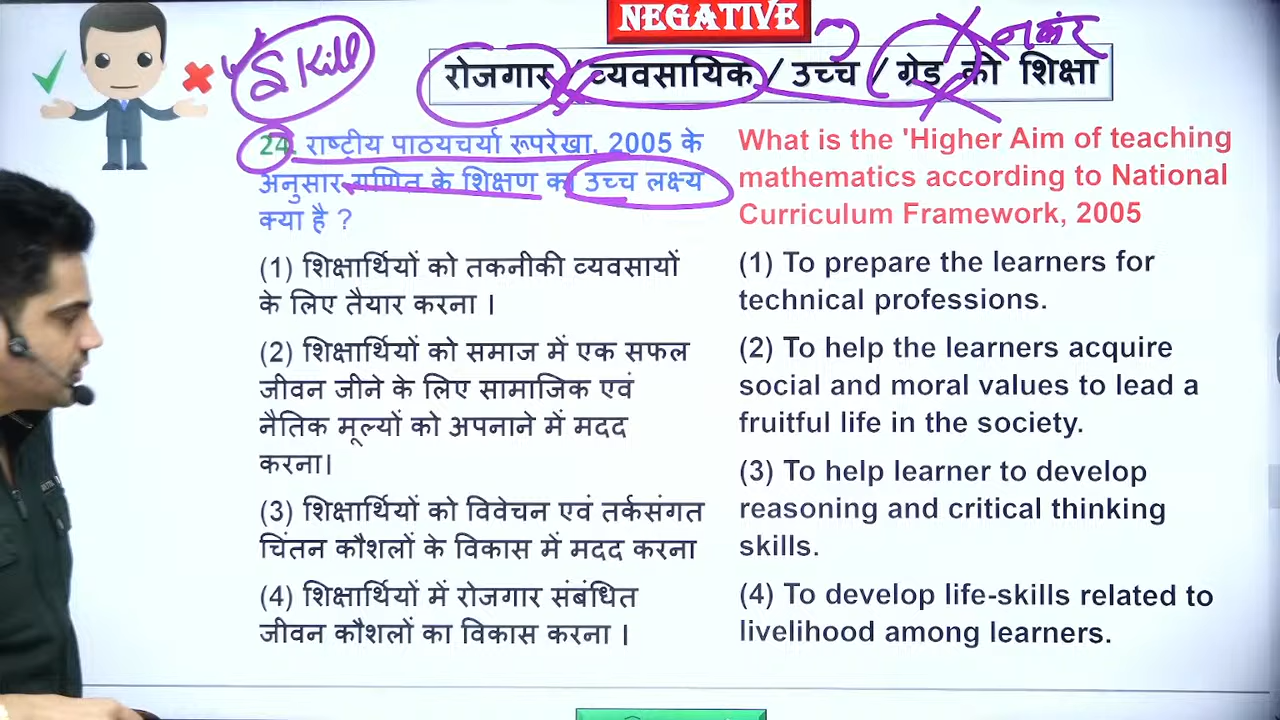 NEGATIVE
Skill
रोजगार / व्यवसायिक / उच्च / ग्रेड की शिक्षा
24. राष्ट्रीय पाठयचर्या रूपरेखा, 2005 के
अनुसार गणित के शिक्षण का उच्च लक्ष्य
क्या है ?
(1) शिक्षार्थियों को तकनीकी व्यवसायों
के लिए तैयार करना ।
(2) शिक्षार्थियों को समाज में एक सफल
जीवन जीने के लिए सामाजिक एवं
नैतिक मूल्यों को अपनाने में मदद
करना।
(3) शिक्षार्थियों को विवेचन एवं तर्कसंगत
चिंतन कौशलों के विकास में मदद करना
(4) शिक्षार्थियों में रोजगार संबंधित
जीवन कौशलों का विकास करना ।
What is the 'Higher Aim of teaching
mathematics according to National
Curriculum Framework, 2005
(1) To prepare the learners for
technical professions.
(2) To help the learners acquire
social and moral values to lead a
fruitful life in the society.
(3) To help learner to develop
reasoning and critical thinking
skills.
(4) To develop life-skills related to
livelihood among learners.